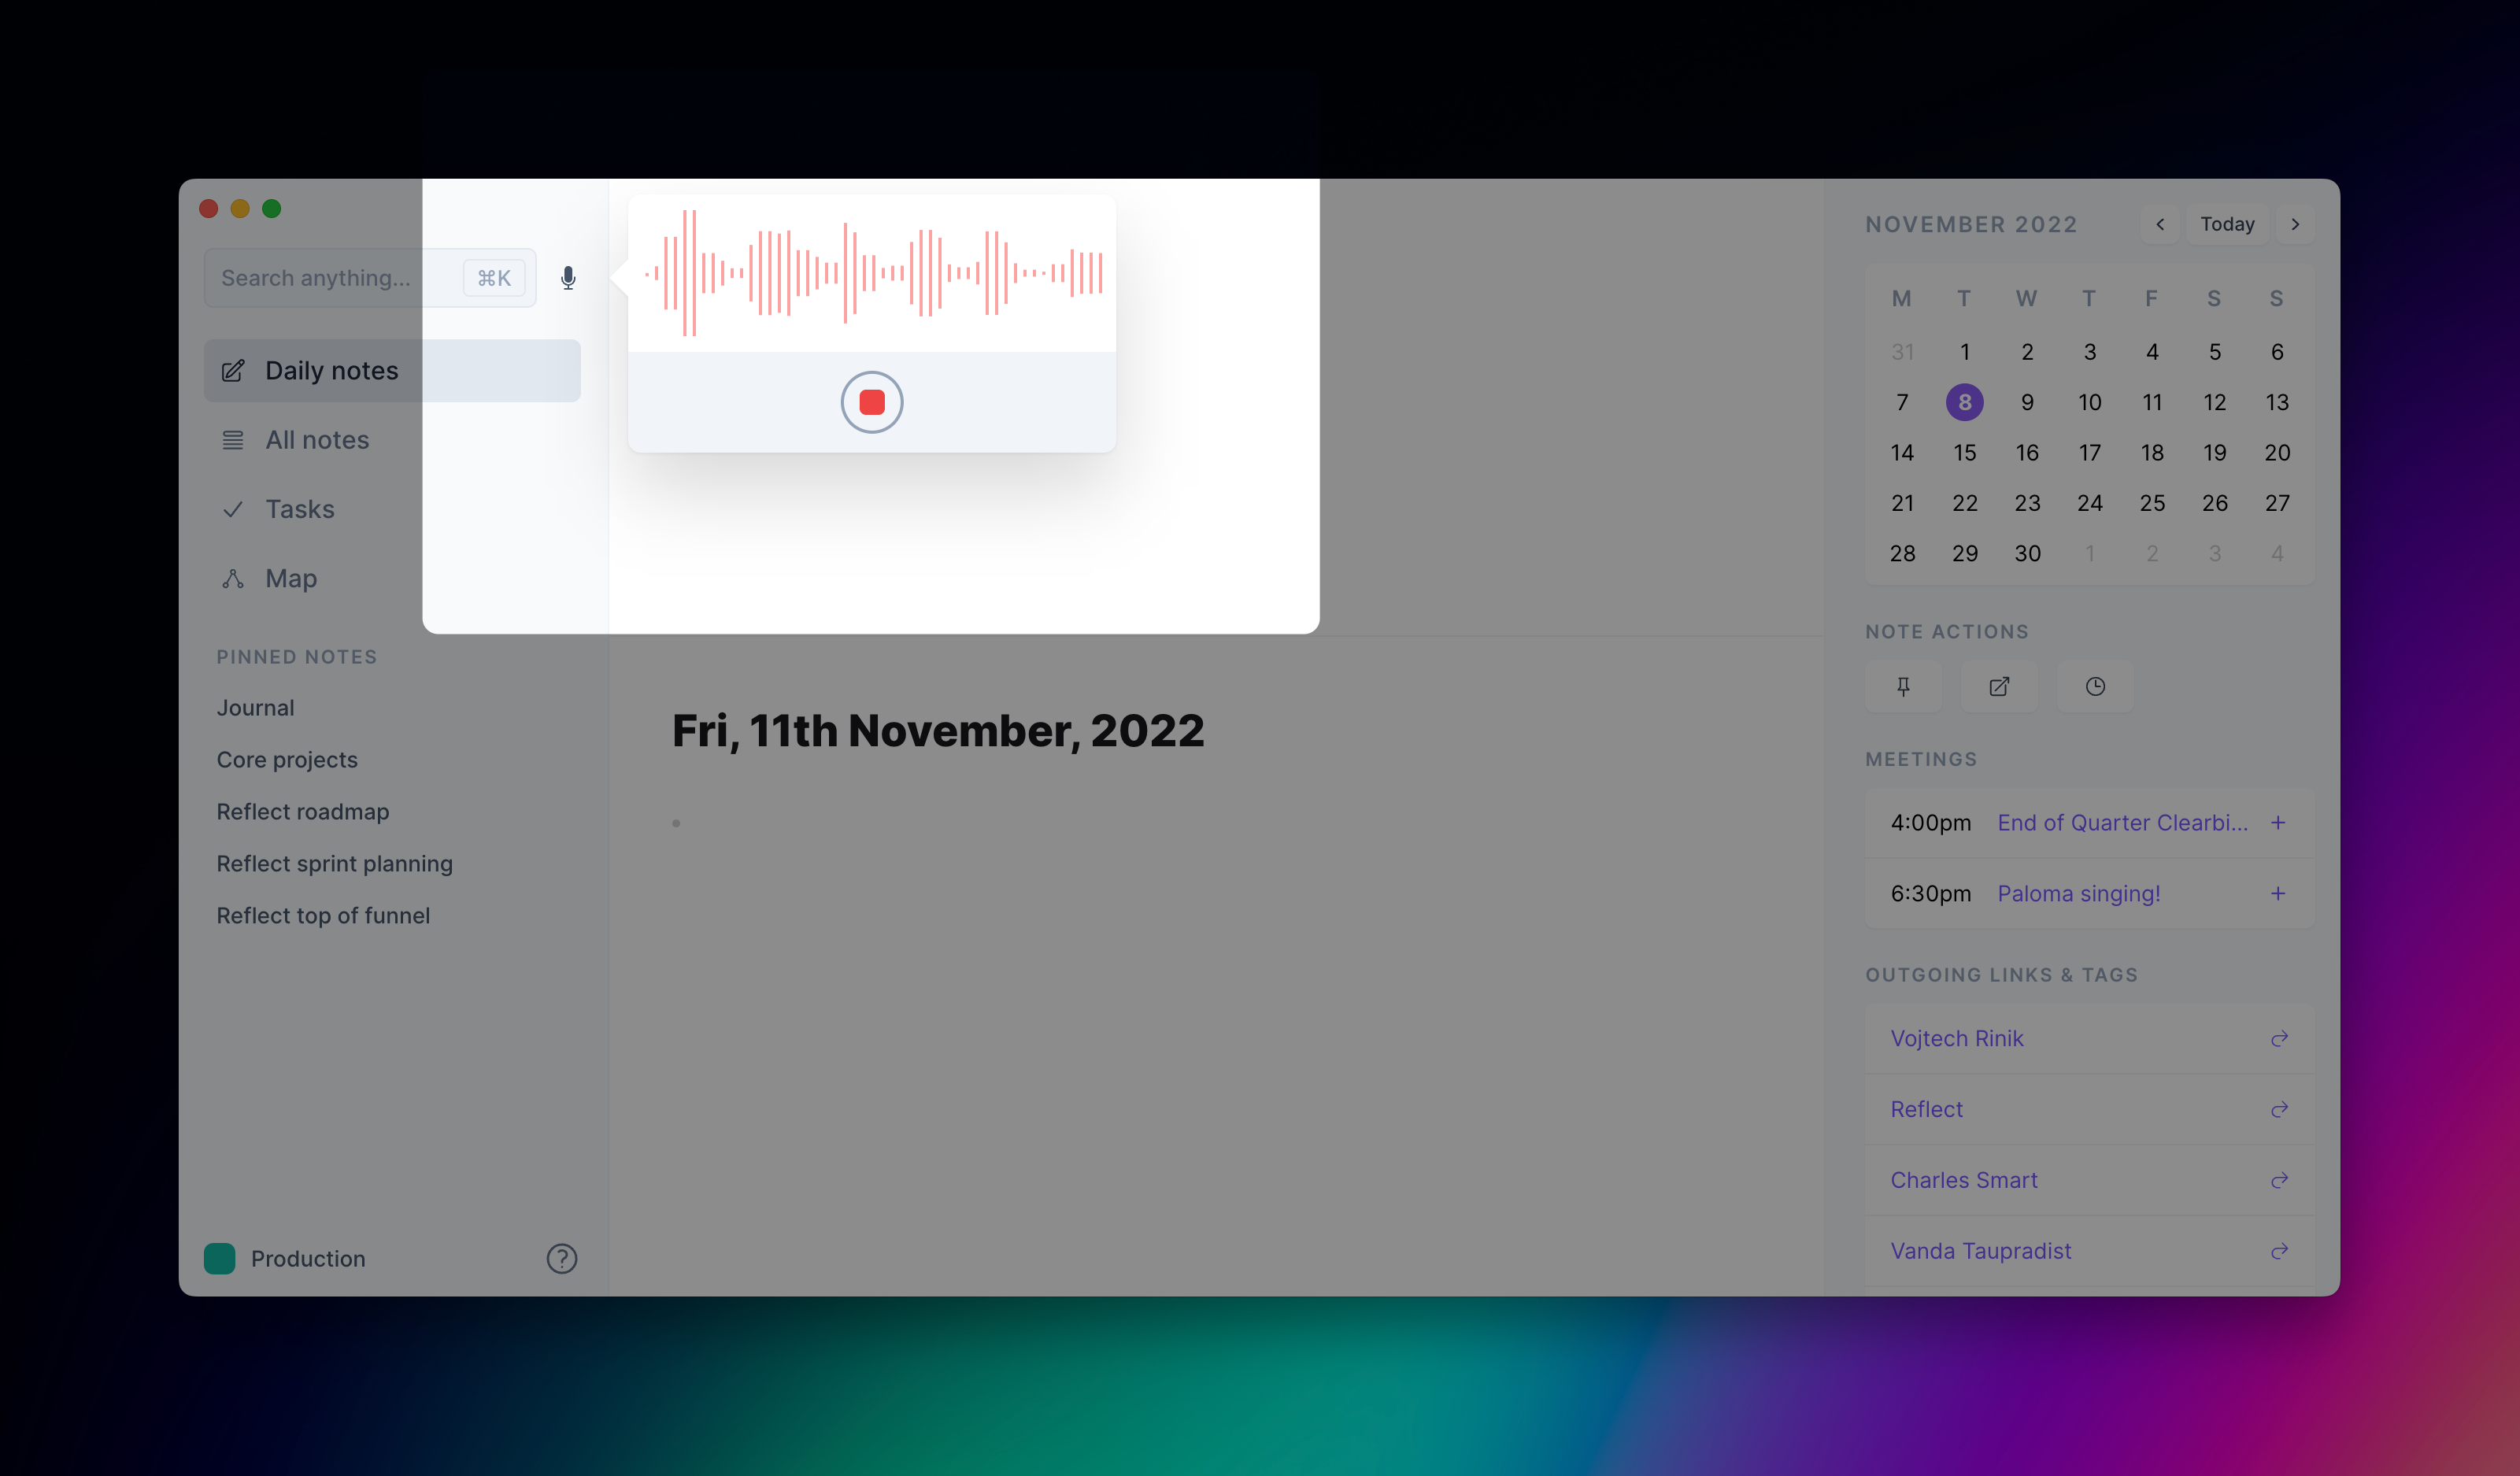 Search anything...
⌘K
Daily notes
All notes
Tasks
Map
PINNED NOTES
Journal
Core projects
Reflect roadmap
Reflect sprint planning
Reflect top of funnel
Production
?
Fri, 11th November, 2022
NOVEMBER 2022
Today
M T W T F S S
31 1 2 3 4 5 6
7 8 9 10 11 12 13
14 15 16 17 18 19 20
21 22 23 24 25 26 27
28 29 30 1 2 3 4
NOTE ACTIONS
MEETINGS
4:00pm End of Quarter Clearbi... +
6:30pm Paloma singing! +
OUTGOING LINKS & TAGS
Vojtech Rinik
Reflect
Charles Smart
Vanda Taupradist